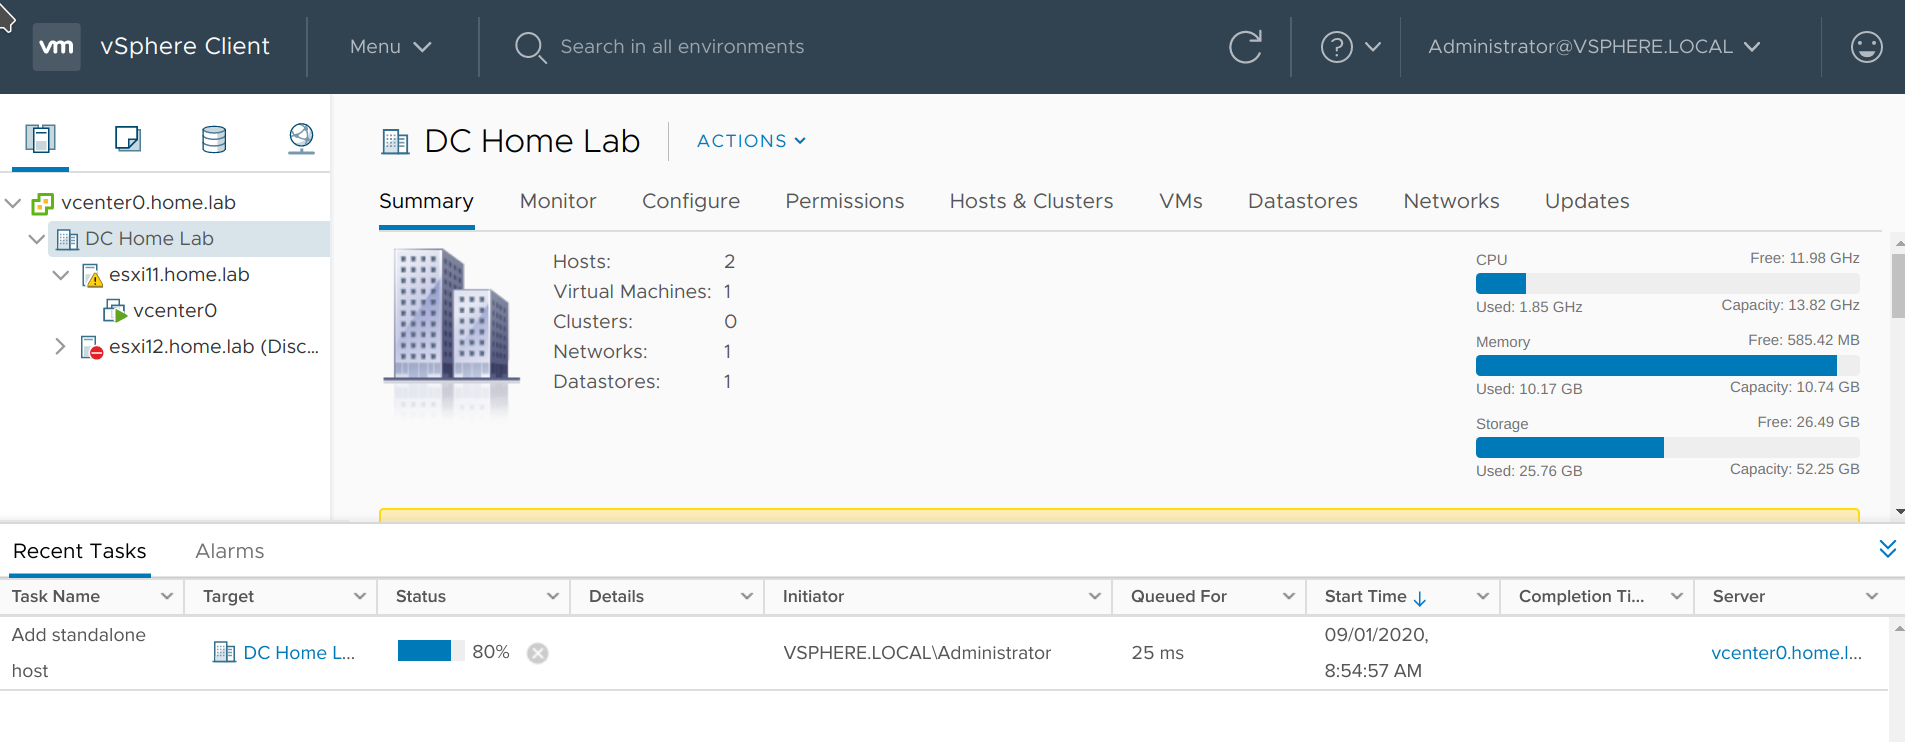 vm vSphere Client Menu Search in all environments ? Administrator@VSPHERE.LOCAL
DC Home Lab ACTIONS
Summary Monitor Configure Permissions Hosts & Clusters VMs Datastores Networks Updates
vcenter0.home.lab
DC Home Lab
esxi11.home.lab
vcenter0
esxi12.home.lab (Disc...
Hosts: 2
Virtual Machines: 1
Clusters: 0
Networks: 1
Datastores: 1
CPU Free: 11.98 GHz
Used: 1.85 GHz Capacity: 13.82 GHz
Memory Free: 585.42 MB
Used: 10.17 GB Capacity: 10.74 GB
Storage Free: 26.49 GB
Used: 25.76 GB Capacity: 52.25 GB
Recent Tasks Alarms
Task Name Target Status Details Initiator Queued For Start Time Completion Ti... Server
Add standalone host DC Home L... 80% VSPHERE.LOCAL\Administrator 25 ms 09/01/2020, 8:54:57 AM vcenter0.home.l...